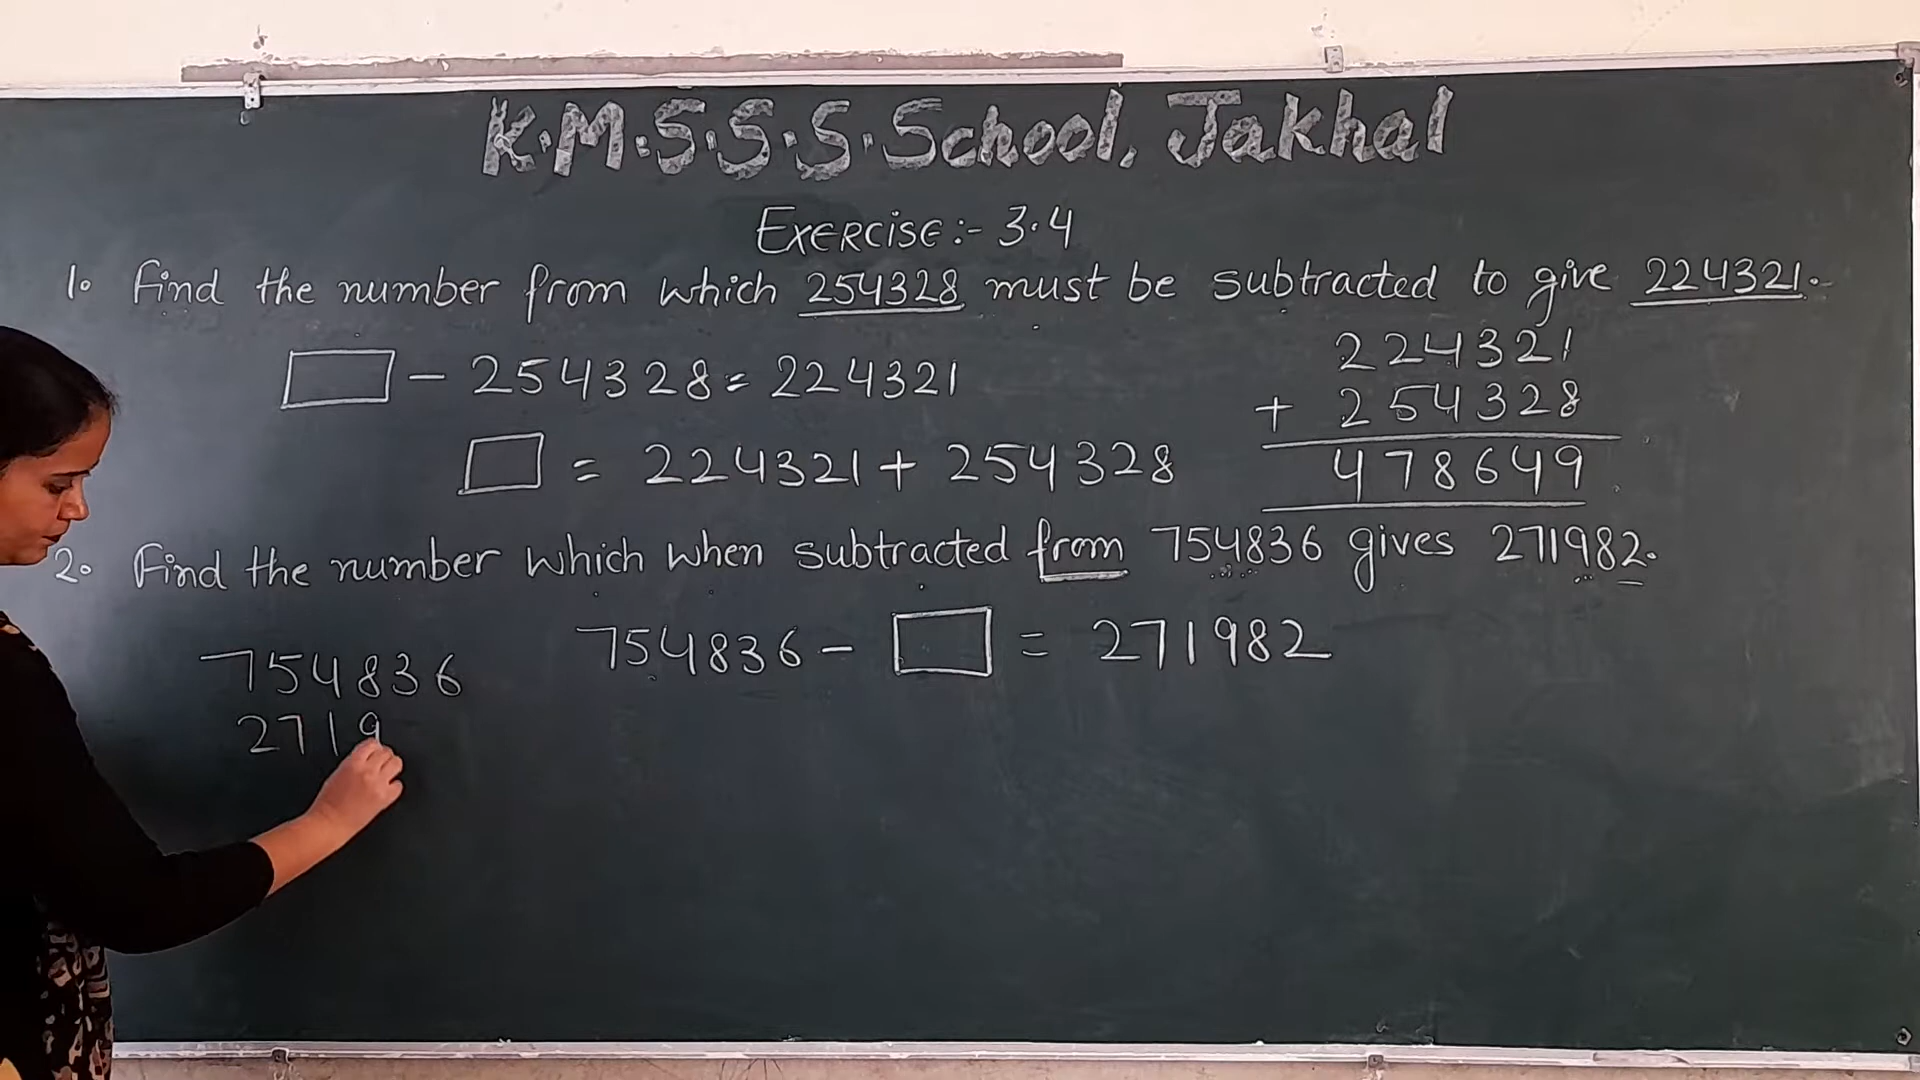 K.M.S.S.S.School, Jakhal
Exercise:- 3.4
1. Find the number from which 254328 must be subtracted to give 224321.
□ - 254328 = 224321
□ = 224321 + 254328
224321
+ 254328
478649
2. Find the number which when subtracted from 754836 gives 271982.
754836 - □ = 271982
754836
2719